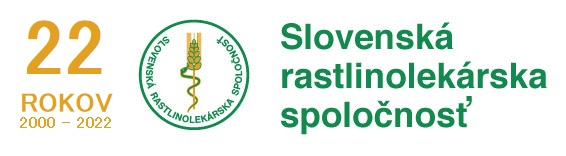 22
ROKOV
2000 – 2022
SLOVENSKÁ RASTLINOLEKÁRSKA SPOLOČNOSŤ
Slovenská
rastlinolekárska
spoločnosť